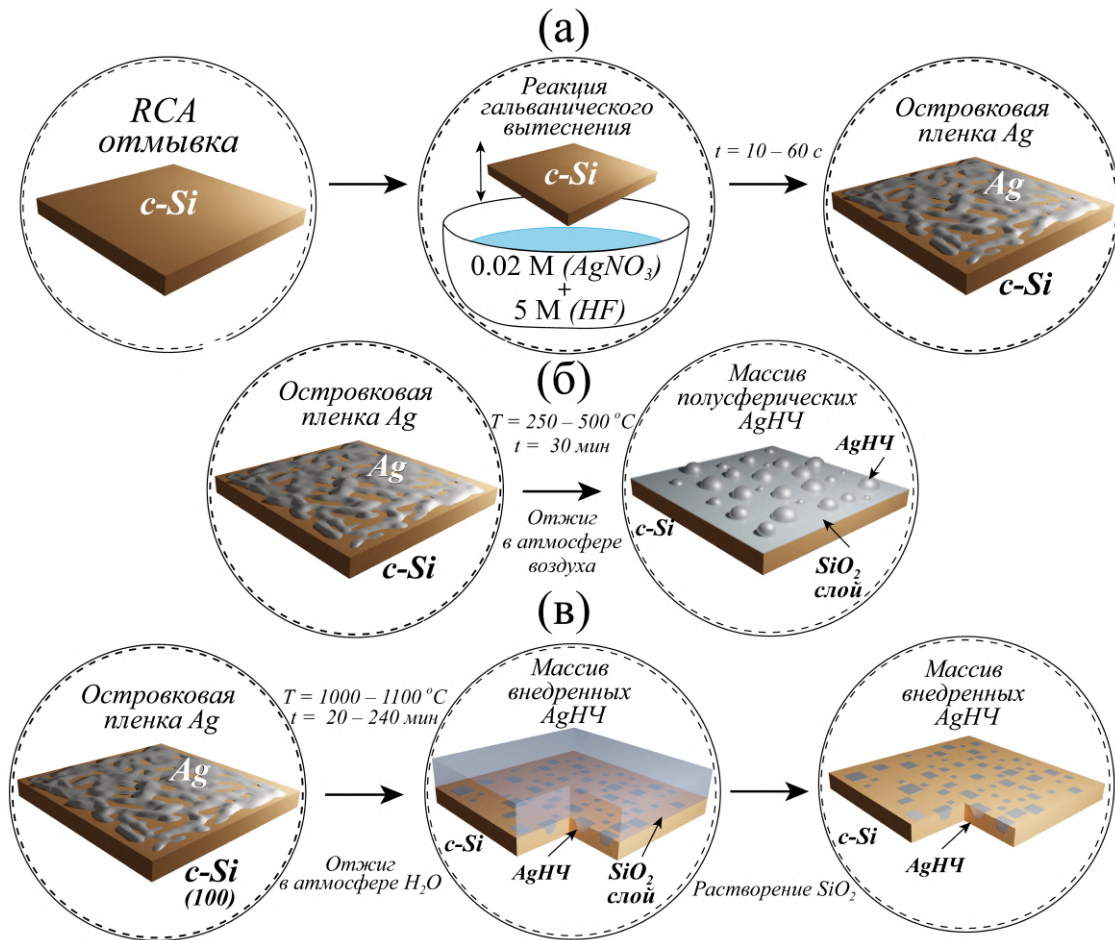 (а)
RCA
отмывка
c-Si
Реакция
гальванического
вытеснения
c-Si
0.02 М (AgNO₃)
+
5 М (HF)
t = 10 – 60 с
Островковая
пленка Ag
Ag
c-Si
(б)
Островковая
пленка Ag
Ag
c-Si
T = 250 – 500 °C
t = 30 мин
Отжиг
в атмосфере
воздуха
Массив
полусферических
AgНЧ
AgНЧ
c-Si
SiO₂
слой
(в)
Островковая
пленка Ag
Ag
c-Si
(100)
T = 1000 – 1100 °C
t = 20 – 240 мин
Отжиг
в атмосфере H₂O
Массив
внедренных
AgНЧ
c-Si
AgНЧ
SiO₂
слой
Растворение SiO₂
Массив
внедренных
AgНЧ
c-Si
AgНЧ